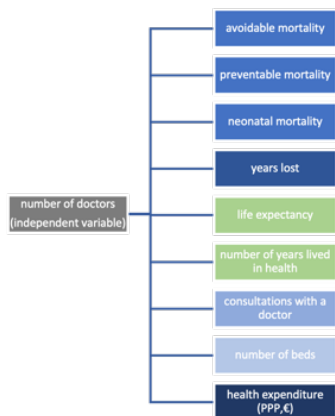 avoidable mortality
preventable mortality
neonatal mortality
years lost
number of doctors
(independent variable)
life expectancy
number of years lived
in health
consultations with a
doctor
number of beds
health expenditure
(PPP,€)